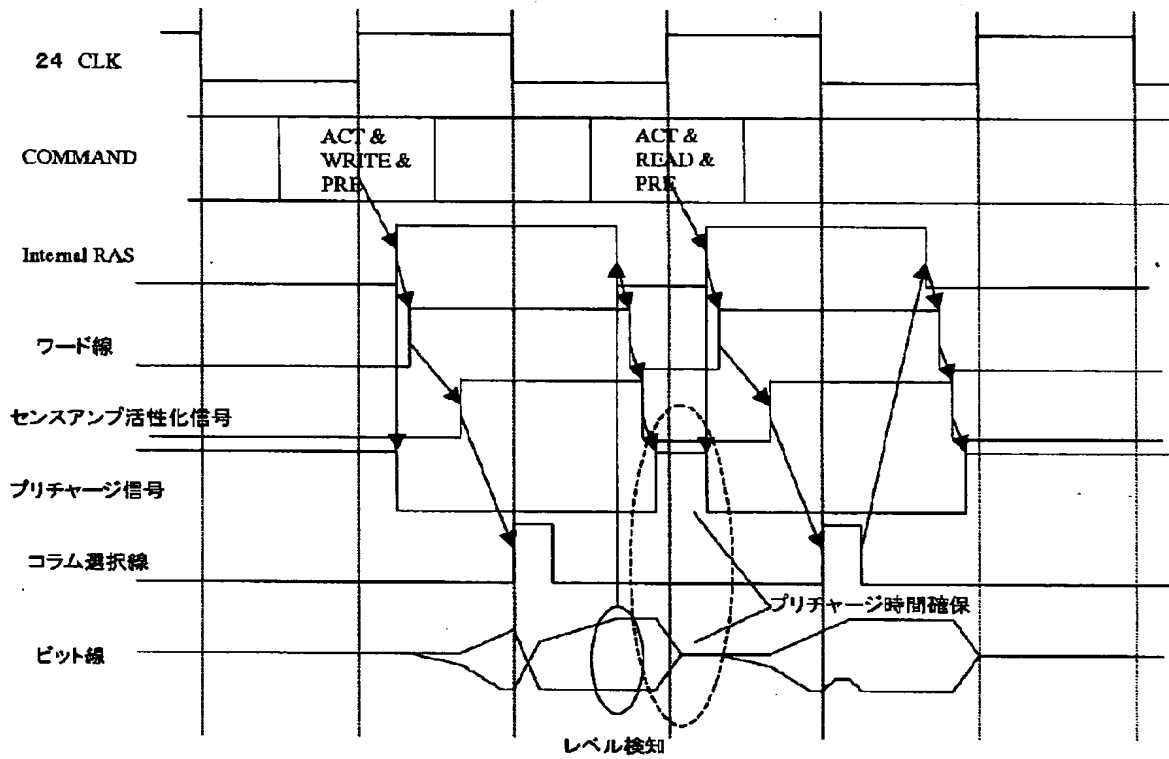 24 CLK
COMMAND
ACT &
WRITE &
PRE
ACT &
READ &
PRE
Internal RAS
ワード線
センスアンプ活性化信号
プリチャージ信号
コラム選択線
プリチャージ時間確保
ビット線
レベル検知